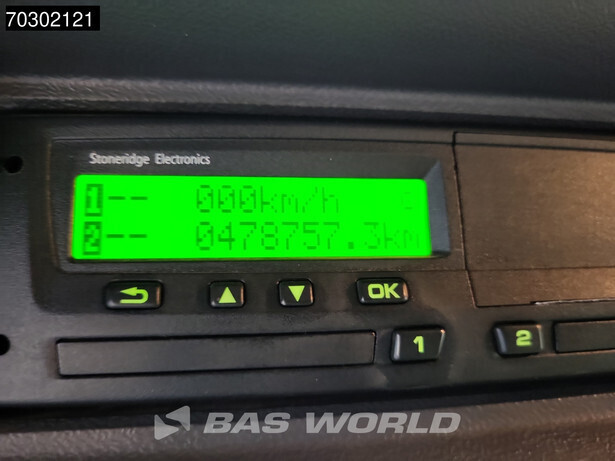 70302121
Stoneridge Electronics
1-- 000km/h
2-- 0478757.3km
OK
1
2
BAS WORLD